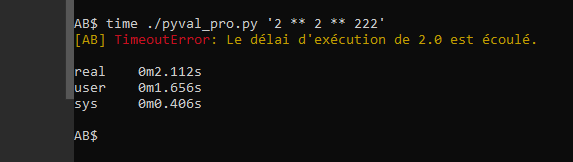 AB$ time ./pyval_pro.py '2 ** 2 ** 222'
[AB] TimeoutError: Le délai d'exécution de 2.0 est écoulé.
real 0m2.112s
user 0m1.656s
sys 0m0.406s
AB$